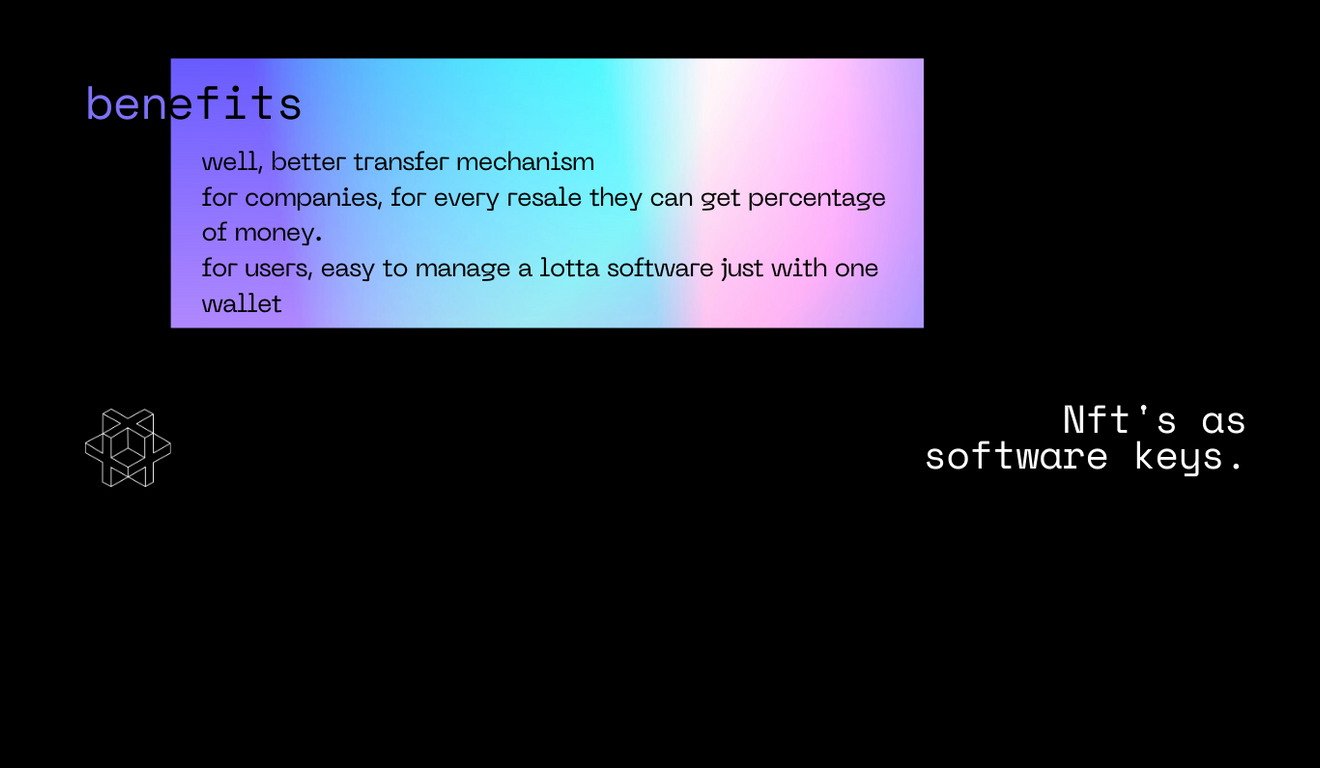 benefits
well, better transfer mechanism
for companies, for every resale they can get percentage
of money.
for users, easy to manage a lotta software just with one
wallet
Nft's as
software keys.